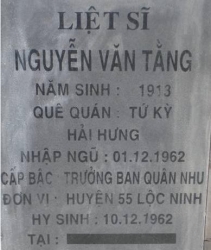 LIỆT SĨ
NGUYỄN VĂN TẰNG
NĂM SINH : 1913
QUÊ QUÁN : TỨ KỲ
HẢI HƯNG
NHẬP NGŨ : 01.12.1962
CẤP BẬC : TRƯỞNG BAN QUÂN NHU
ĐƠN VỊ : HUYỆN 55 LỘC NINH
HY SINH : 10.12.1962
TẠI :